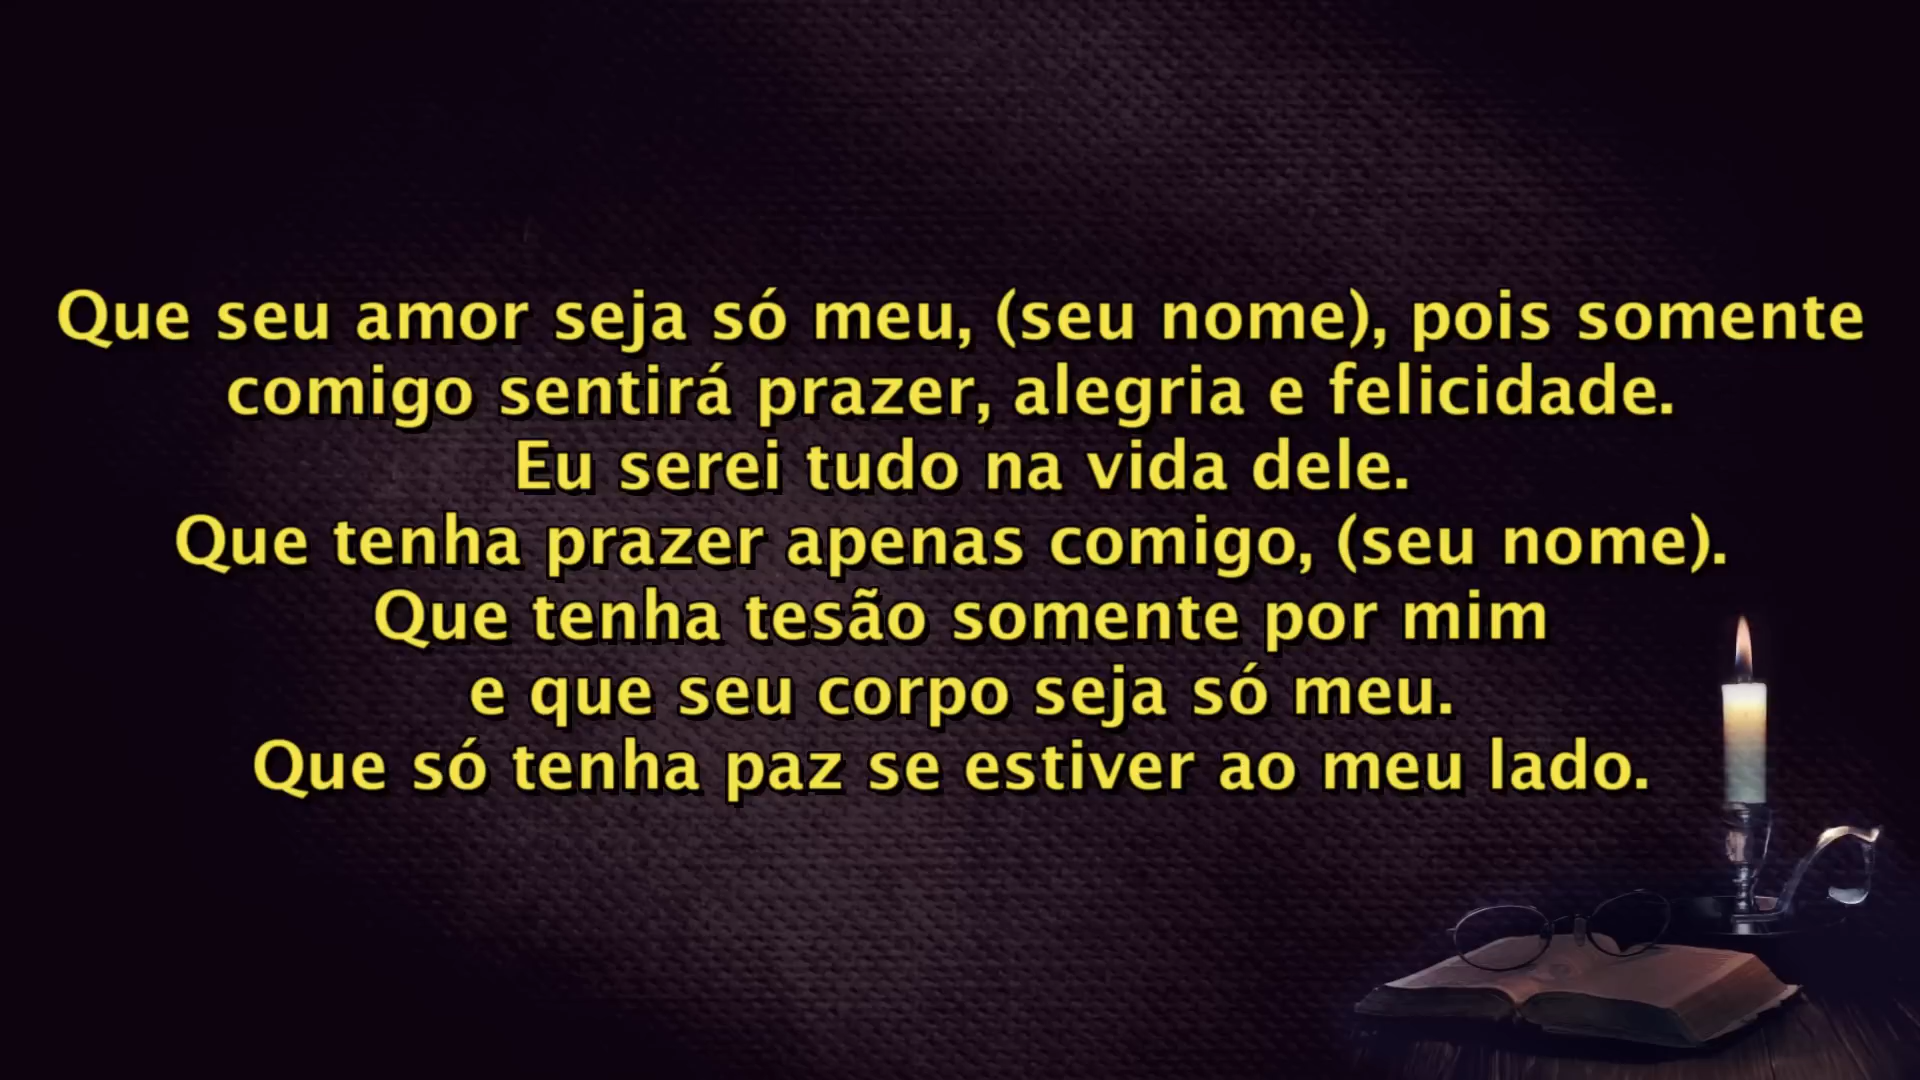 Que seu amor seja só meu, (seu nome), pois somente
comigo sentirá prazer, alegria e felicidade.
Eu serei tudo na vida dele.
Que tenha prazer apenas comigo, (seu nome).
Que tenha tesão somente por mim
e que seu corpo seja só meu.
Que só tenha paz se estiver ao meu lado.